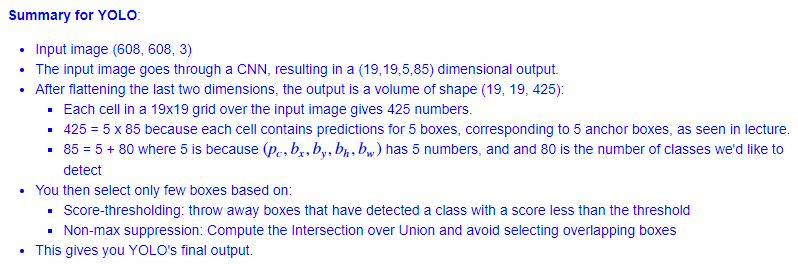 Summary for YOLO:
Input image (608, 608, 3)
The input image goes through a CNN, resulting in a (19,19,5,85) dimensional output.
After flattening the last two dimensions, the output is a volume of shape (19, 19, 425):
Each cell in a 19x19 grid over the input image gives 425 numbers.
425 = 5 x 85 because each cell contains predictions for 5 boxes, corresponding to 5 anchor boxes, as seen in lecture.
85 = 5 + 80 where 5 is because (p_c, b_x, b_y, b_h, b_w) has 5 numbers, and and 80 is the number of classes we'd like to
detect
You then select only few boxes based on:
Score-thresholding: throw away boxes that have detected a class with a score less than the threshold
Non-max suppression: Compute the Intersection over Union and avoid selecting overlapping boxes
This gives you YOLO's final output.